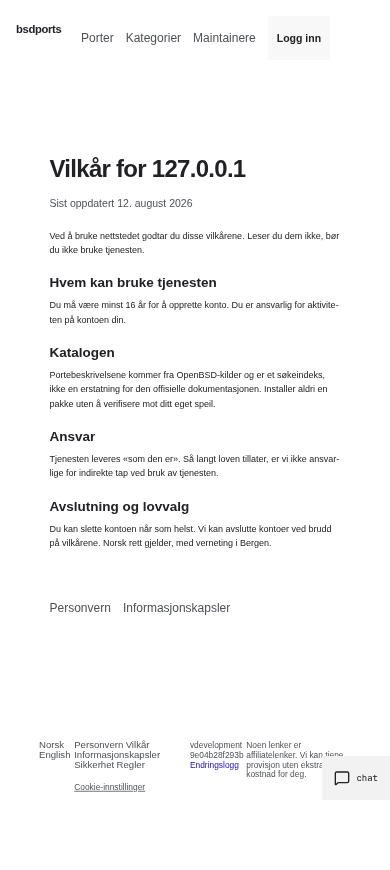 bsdports
Porter Kategorier Maintainere Logg inn
Vilkår for 127.0.0.1
Sist oppdatert 12. august 2026
Ved å bruke nettstedet godtar du disse vilkårene. Leser du dem ikke, bør
du ikke bruke tjenesten.
Hvem kan bruke tjenesten
Du må være minst 16 år for å opprette konto. Du er ansvarlig for aktivite-
ten på kontoen din.
Katalogen
Portebeskrivelsene kommer fra OpenBSD-kilder og er et søkeindeks,
ikke en erstatning for den offisielle dokumentasjonen. Installer aldri en
pakke uten å verifisere mot ditt eget speil.
Ansvar
Tjenesten leveres «som den er». Så langt loven tillater, er vi ikke ansvar-
lige for indirekte tap ved bruk av tjenesten.
Avslutning og lovvalg
Du kan slette kontoen når som helst. Vi kan avslutte kontoer ved brudd
på vilkårene. Norsk rett gjelder, med verneting i Bergen.
Personvern Informasjonskapsler
Norsk
English
Personvern Vilkår
Informasjonskapsler
Sikkerhet Regler
Cookie-innstillinger
vdevelopment
9e04b28f293b
Endringslogg
Noen lenker er
affiliatelenker. Vi kan
provisjon uten ekstra
kostnad for deg.
chat